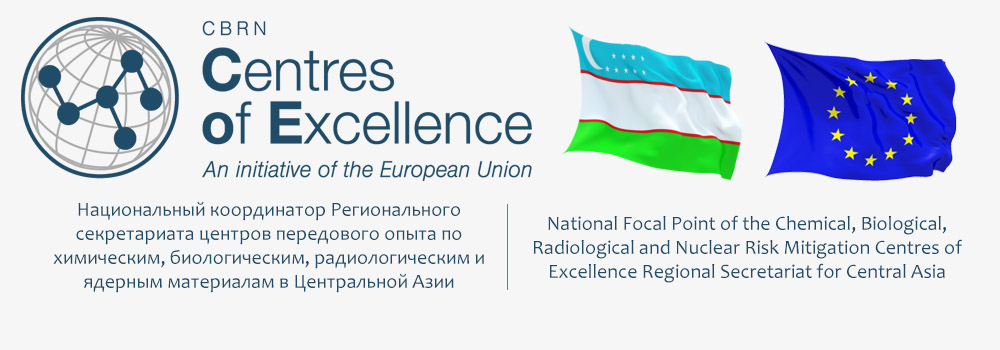 CBRN
Centres
of Excellence
An initiative of the European Union
Национальный координатор Регионального
секретариата центров передового опыта по
химическим, биологическим, радиологическим и
ядерным материалам в Центральной Азии
National Focal Point of the Chemical, Biological,
Radiological and Nuclear Risk Mitigation Centres of
Excellence Regional Secretariat for Central Asia